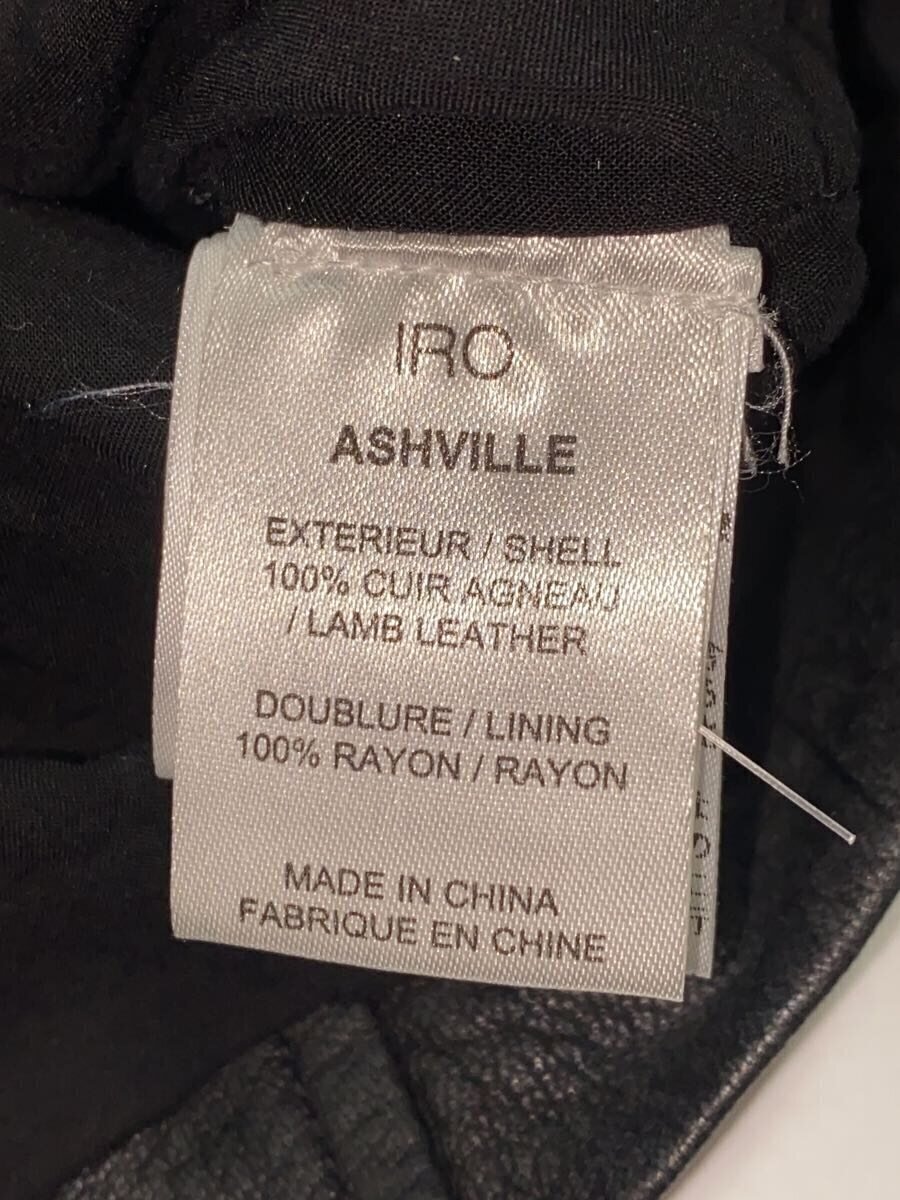 IRO
ASHVILLE
EXTERIEUR / SHELL
100% CUIR AGNEAU
/ LAMB LEATHER
DOUBLURE / LINING
100% RAYON / RAYON
MADE IN CHINA
FABRIQUE EN CHINE